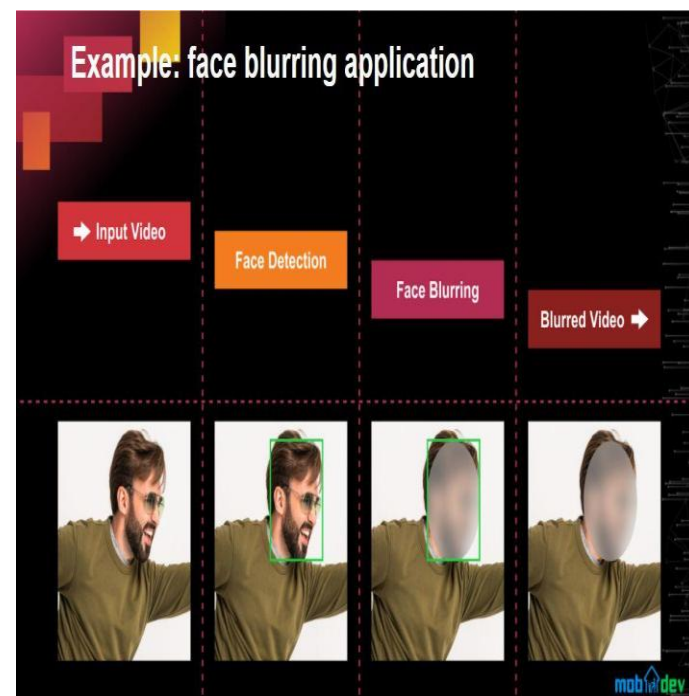 Example: face blurring application
Input Video
Face Detection
Face Blurring
Blurred Video
mobidev